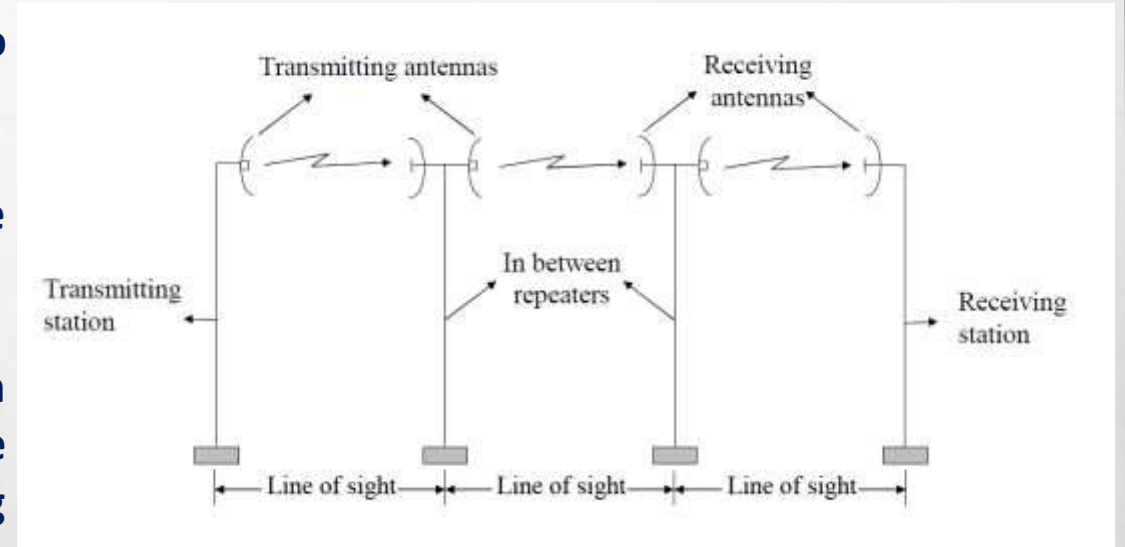 Transmitting antennas
Receiving
antennas
Transmitting
station
In between
repeaters
Receiving
station
Line of sight
Line of sight
Line of sight